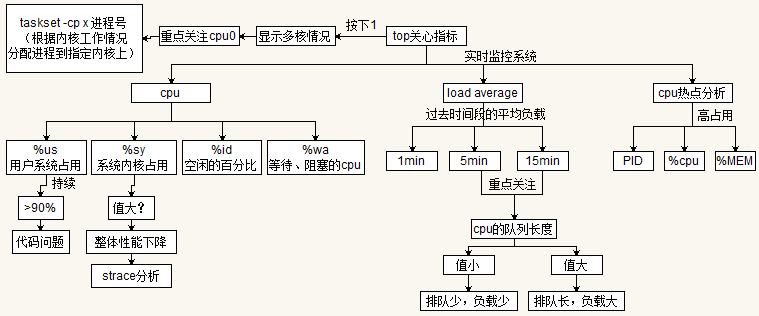 taskset -cp x 进程号
（根据内核工作情况
分配进程到指定内核上）
重点关注cpu0
显示多核情况
按下1
top关心指标
实时监控系统
cpu
load average
cpu热点分析
过去时间段的平均负载
高占用
%us
用户系统占用
%sy
系统内核占用
%id
空闲的百分比
%wa
等待、阻塞的cpu
1min
5min
15min
PID
%cpu
%MEM
持续
重点关注
>90%
值大?
cpu的队列长度
代码问题
整体性能下降
值小
值大
strace分析
排队少，负载少
排队长，负载大